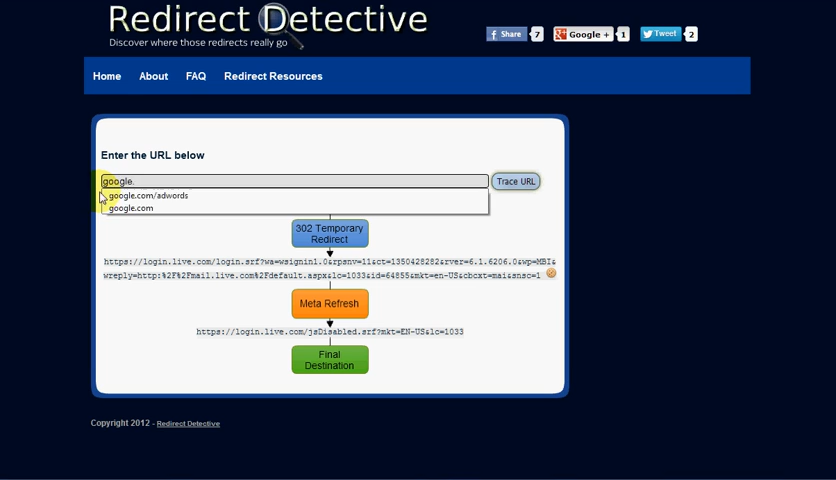 Redirect Detective
Discover where those redirects really go
Share 7
Google + 1
Tweet 2
Home About FAQ Redirect Resources
Enter the URL below
google.
Trace URL
google.com/adwords
google.com
302 Temporary
Redirect
https://login.live.com/login.srf?wa=wsignin1.0&rpsnv=11&ct=1350428282&rver=6.1.6206.0&wp=MBI&
wreply=http:%2F%2Fmail.live.com%2Fdefault.aspx&lc=1033&id=64855&mkt=en-US&cbcxt=mai&snsc=1
Meta Refresh
https://login.live.com/jsDisabled.srf?mkt=EN-US&lc=1033
Final
Destination
Copyright 2012 - Redirect Detective